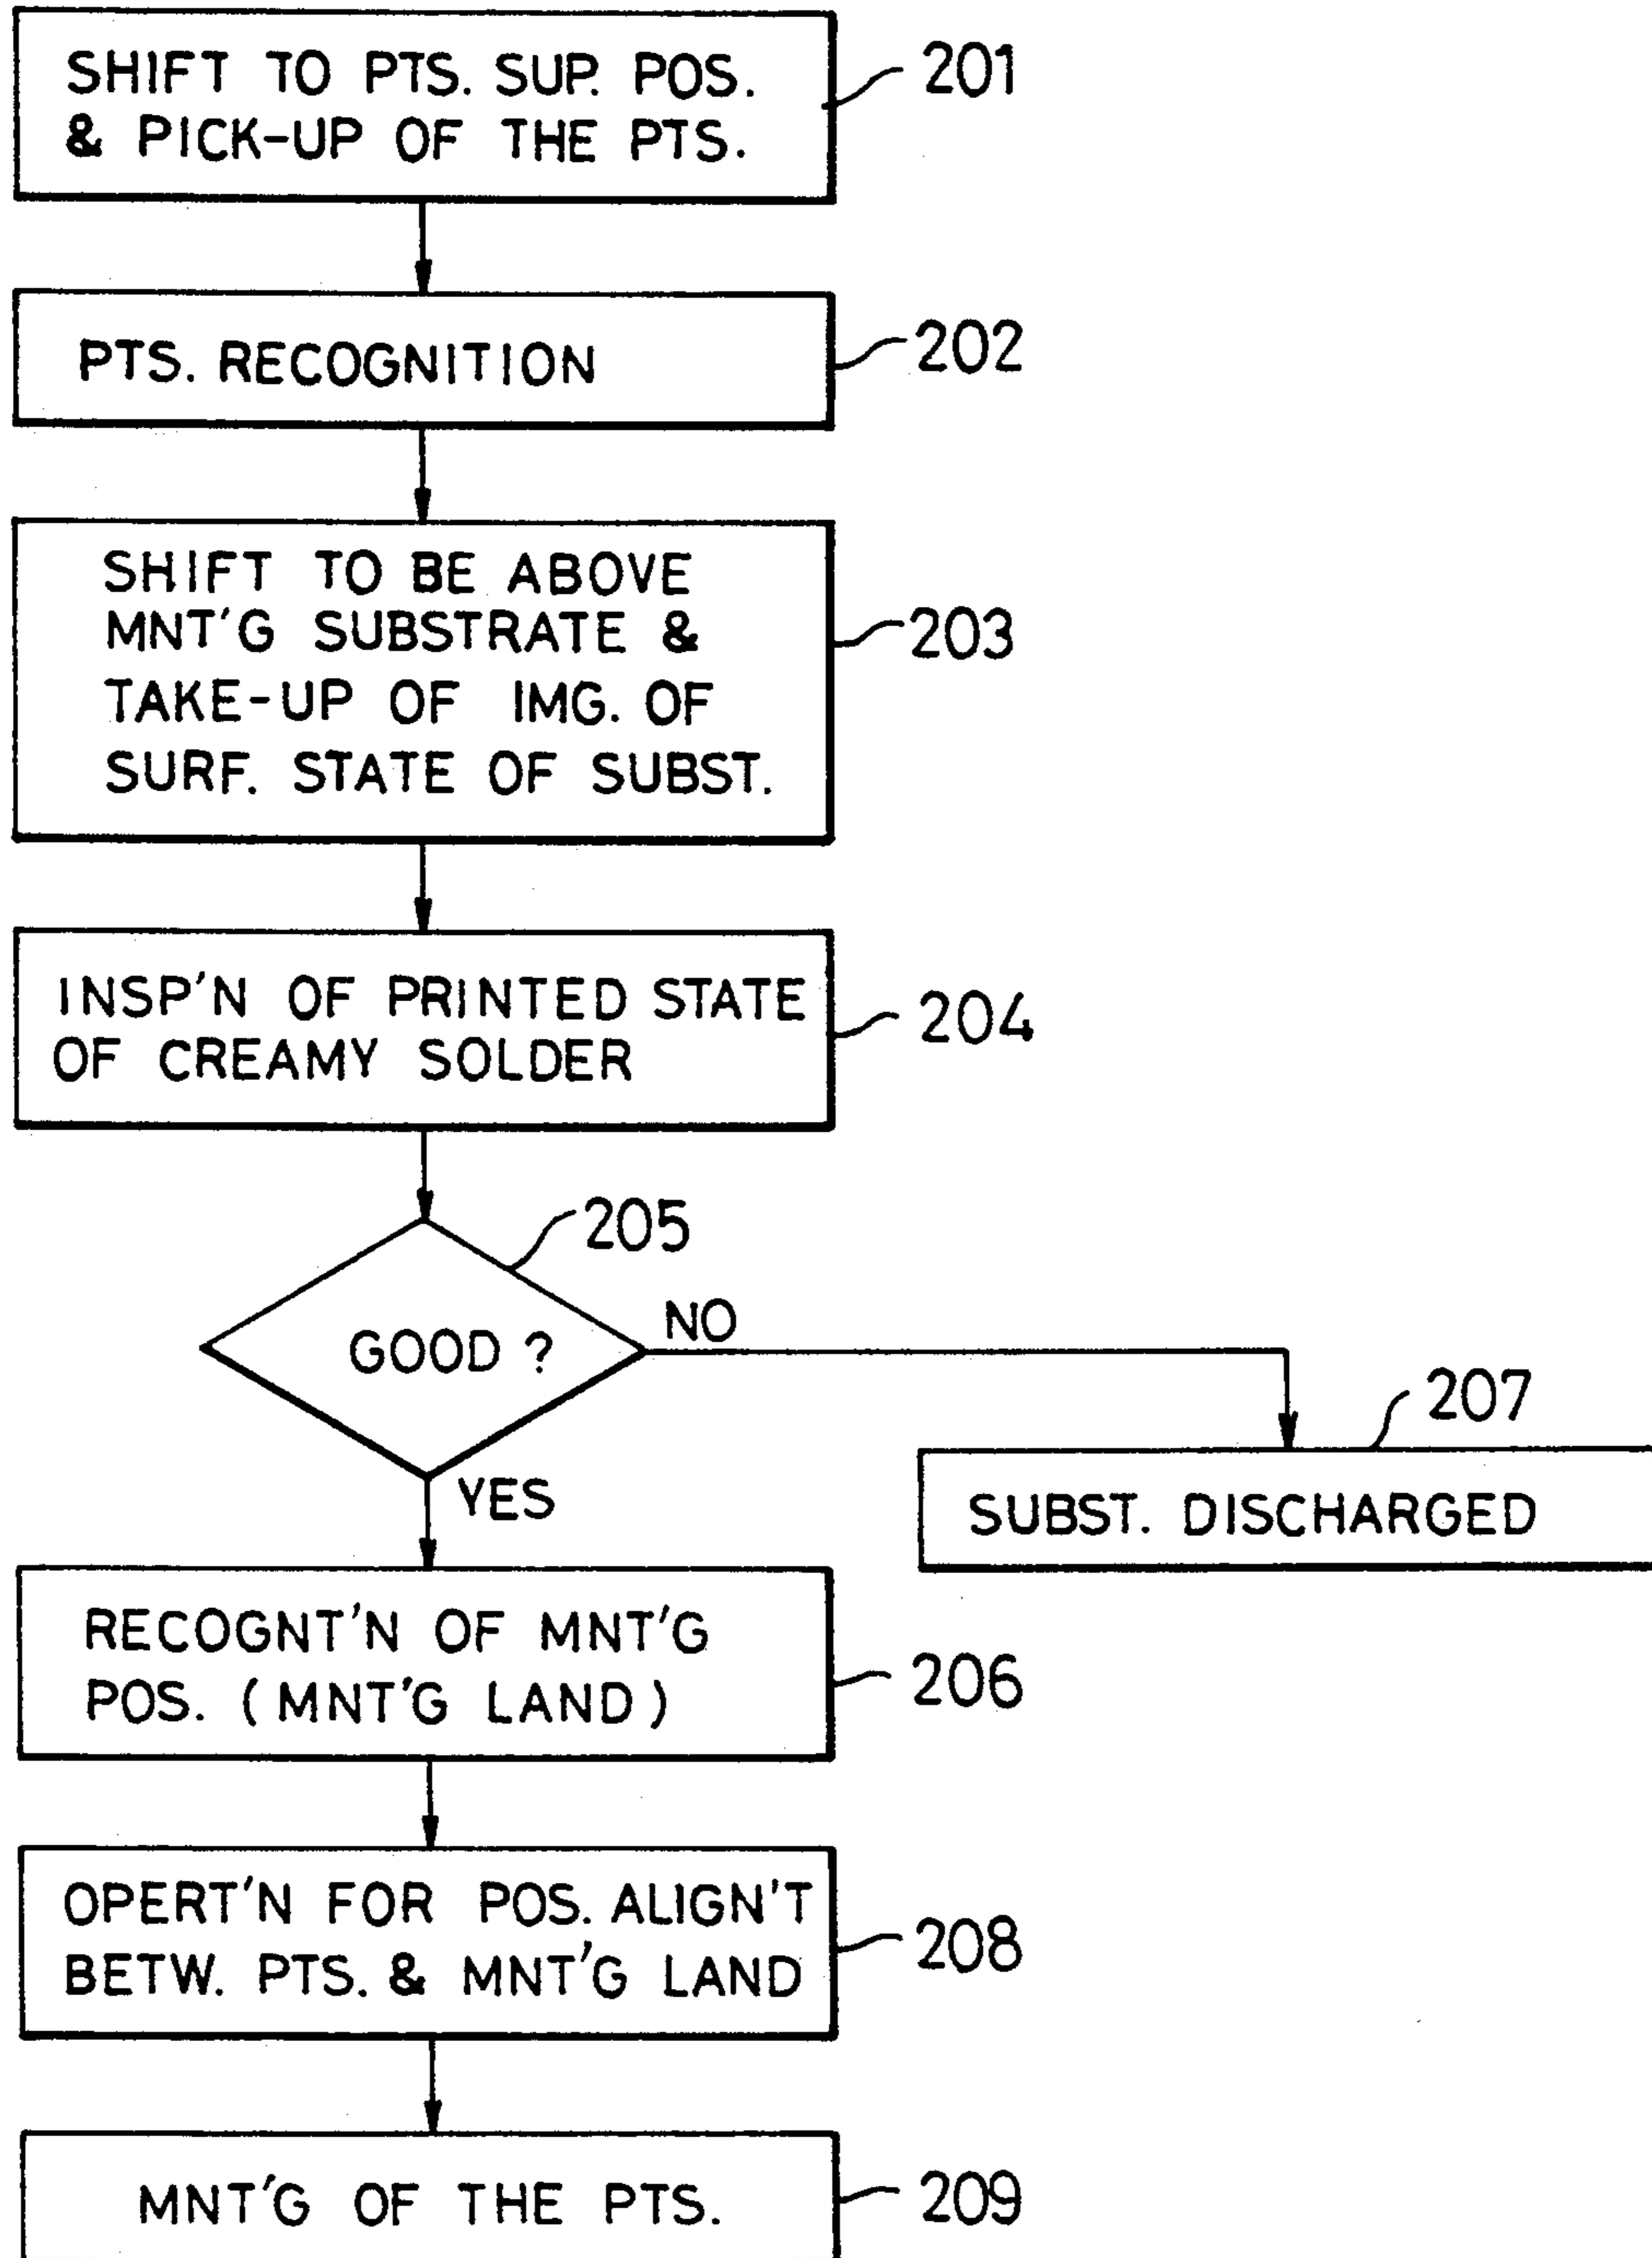 SHIFT TO PTS. SUP. POS.
& PICK-UP OF THE PTS.
201
PTS. RECOGNITION
202
SHIFT TO BE ABOVE
MNT'G SUBSTRATE &
TAKE-UP OF IMG. OF
SURF. STATE OF SUBST.
203
INSP'N OF PRINTED STATE
OF CREAMY SOLDER
204
205
GOOD ?
NO
YES
207
SUBST. DISCHARGED
RECOGNT'N OF MNT'G
POS. (MNT'G LAND)
206
OPERT'N FOR POS. ALIGN'T
BETW. PTS. & MNT'G LAND
208
MNT'G OF THE PTS.
209